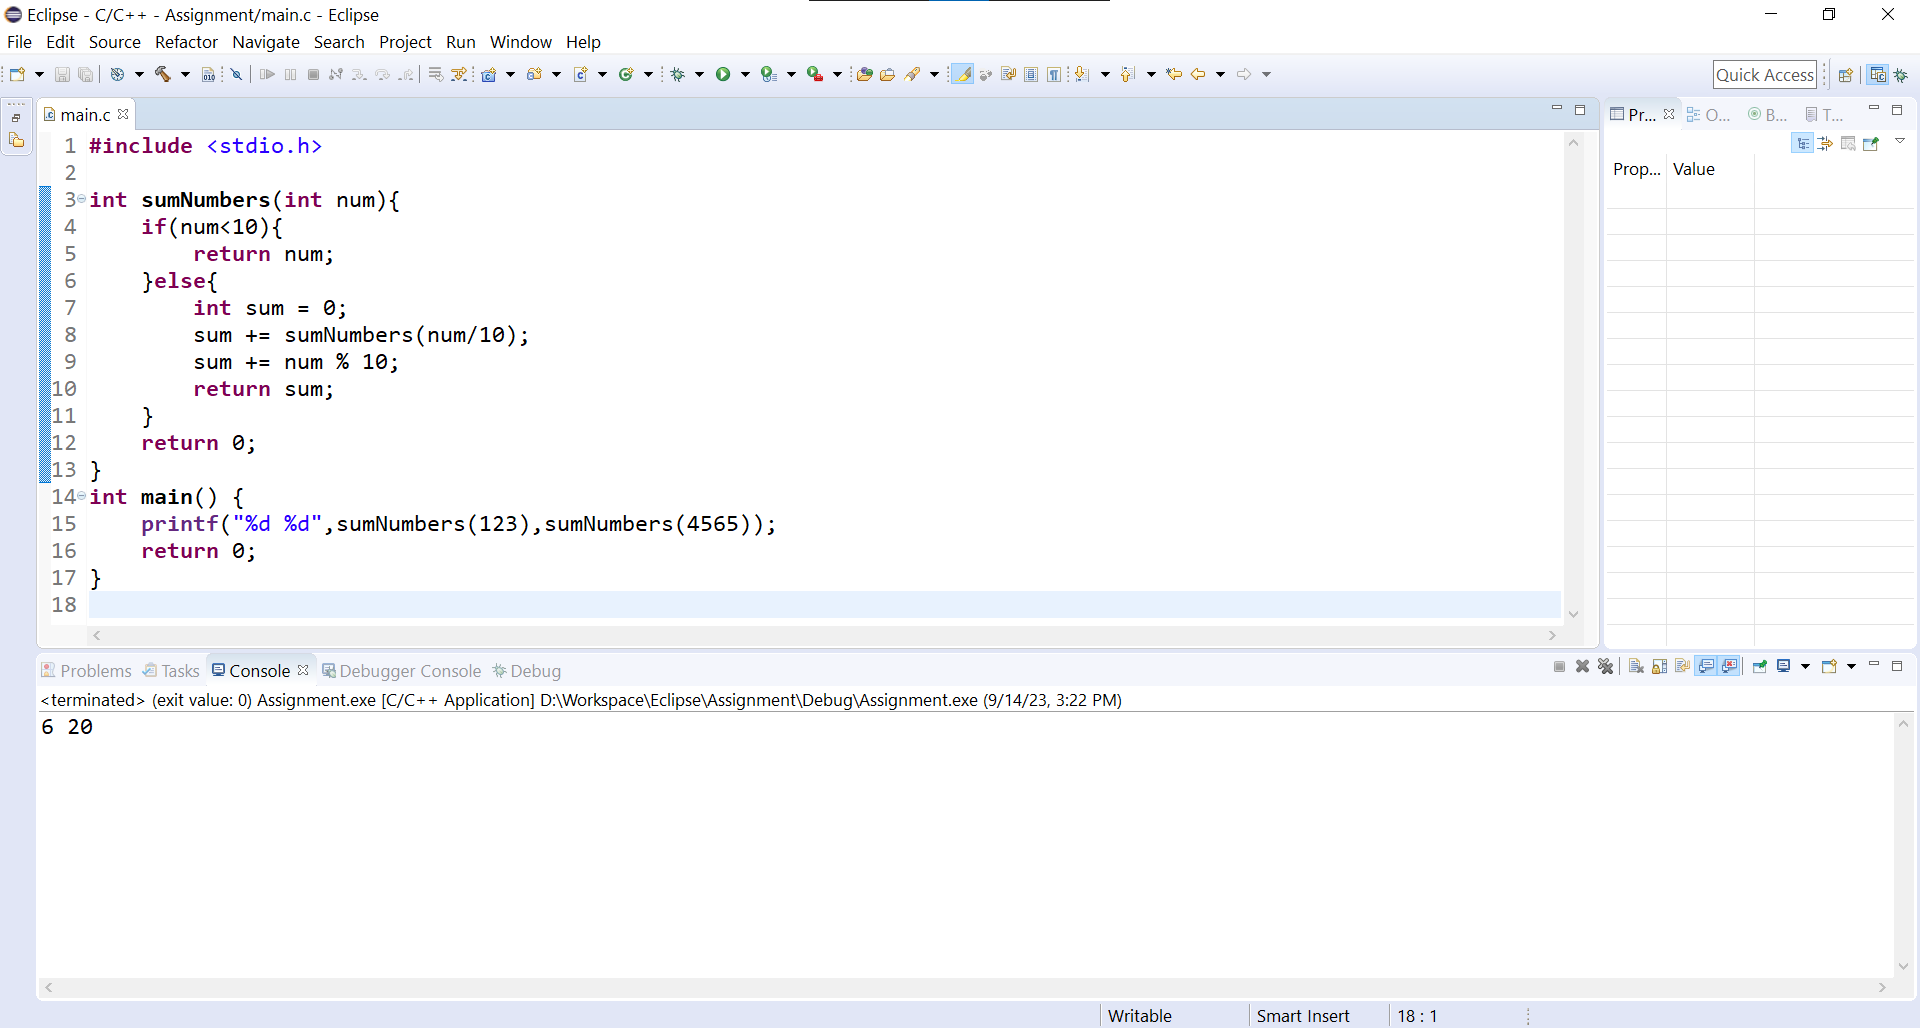 Eclipse - C/C++ - Assignment/main.c - Eclipse
File Edit Source Refactor Navigate Search Project Run Window Help
Quick Access
main.c
Pr... O... B... T...
Prop... Value
1 #include <stdio.h>
2
3 int sumNumbers(int num){
4     if(num<10){
5         return num;
6     }else{
7         int sum = 0;
8         sum += sumNumbers(num/10);
9         sum += num % 10;
10         return sum;
11     }
12     return 0;
13 }
14 int main() {
15     printf("%d %d",sumNumbers(123),sumNumbers(4565));
16     return 0;
17 }
18
Problems Tasks Console Debugger Console Debug
<terminated> (exit value: 0) Assignment.exe [C/C++ Application] D:\Workspace\Eclipse\Assignment\Debug\Assignment.exe (9/14/23, 3:22 PM)
6 20
Writable Smart Insert 18 : 1